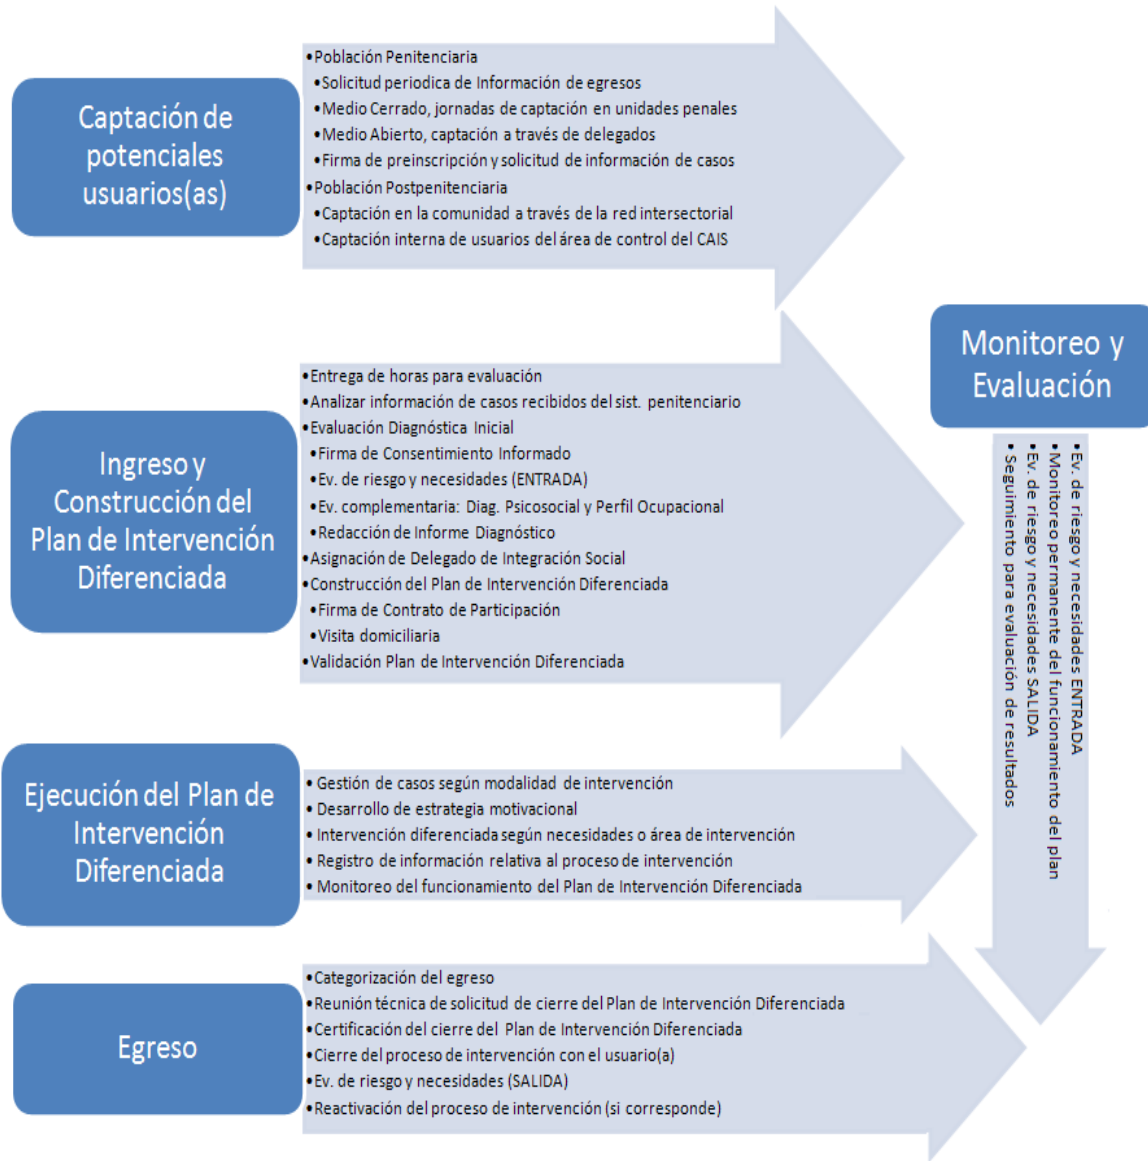 Captación de
potenciales
usuarios(as)
•Población Penitenciaria
•Solicitud periodica de Información de egresos
•Medio Cerrado, jornadas de captación en unidades penales
•Medio Abierto, captación a través de delegados
•Firma de preinscripción y solicitud de información de casos
•Población Postpenitenciaria
•Captación en la comunidad a través de la red intersectorial
•Captación interna de usuarios del área de control del CAIS
Ingreso y
Construcción del
Plan de Intervención
Diferenciada
•Entrega de horas para evaluación
•Analizar información de casos recibidos del sist. penitenciario
•Evaluación Diagnóstica Inicial
•Firma de Consentimiento Informado
•Ev. de riesgo y necesidades (ENTRADA)
•Ev. complementaria: Diag. Psicosocial y Perfil Ocupacional
•Redacción de Informe Diagnóstico
•Asignación de Delegado de Integración Social
•Construcción del Plan de Intervención Diferenciada
•Firma de Contrato de Participación
•Visita domiciliaria
•Validación Plan de Intervención Diferenciada
Ejecución del Plan de
Intervención
Diferenciada
• Gestión de casos según modalidad de intervención
• Desarrollo de estrategia motivacional
• Intervención diferenciada según necesidades o área de intervención
• Registro de información relativa al proceso de intervención
• Monitoreo del funcionamiento del Plan de Intervención Diferenciada
Egreso
•Categorización del egreso
•Reunión técnica de solicitud de cierre del Plan de Intervención Diferenciada
•Certificación del cierre del Plan de Intervención Diferenciada
•Cierre del proceso de intervención con el usuario(a)
•Ev. de riesgo y necesidades (SALIDA)
•Reactivación del proceso de intervención (si corresponde)
Monitoreo y
Evaluación
• Ev. de riesgo y necesidades ENTRADA
• Monitoreo permanente del funcionamiento del plan
• Ev. de riesgo y necesidades SALIDA
• Seguimiento para evaluación de resultados